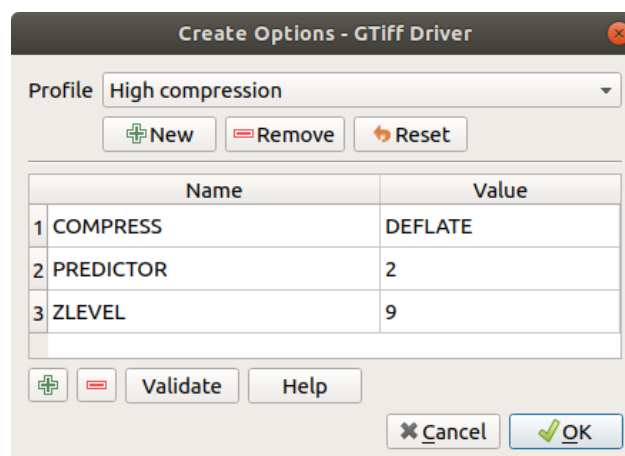 Create Options - GTiff Driver
Profile High compression
New Remove Reset
Name Value
1 COMPRESS DEFLATE
2 PREDICTOR 2
3 ZLEVEL 9
Validate Help
Cancel OK